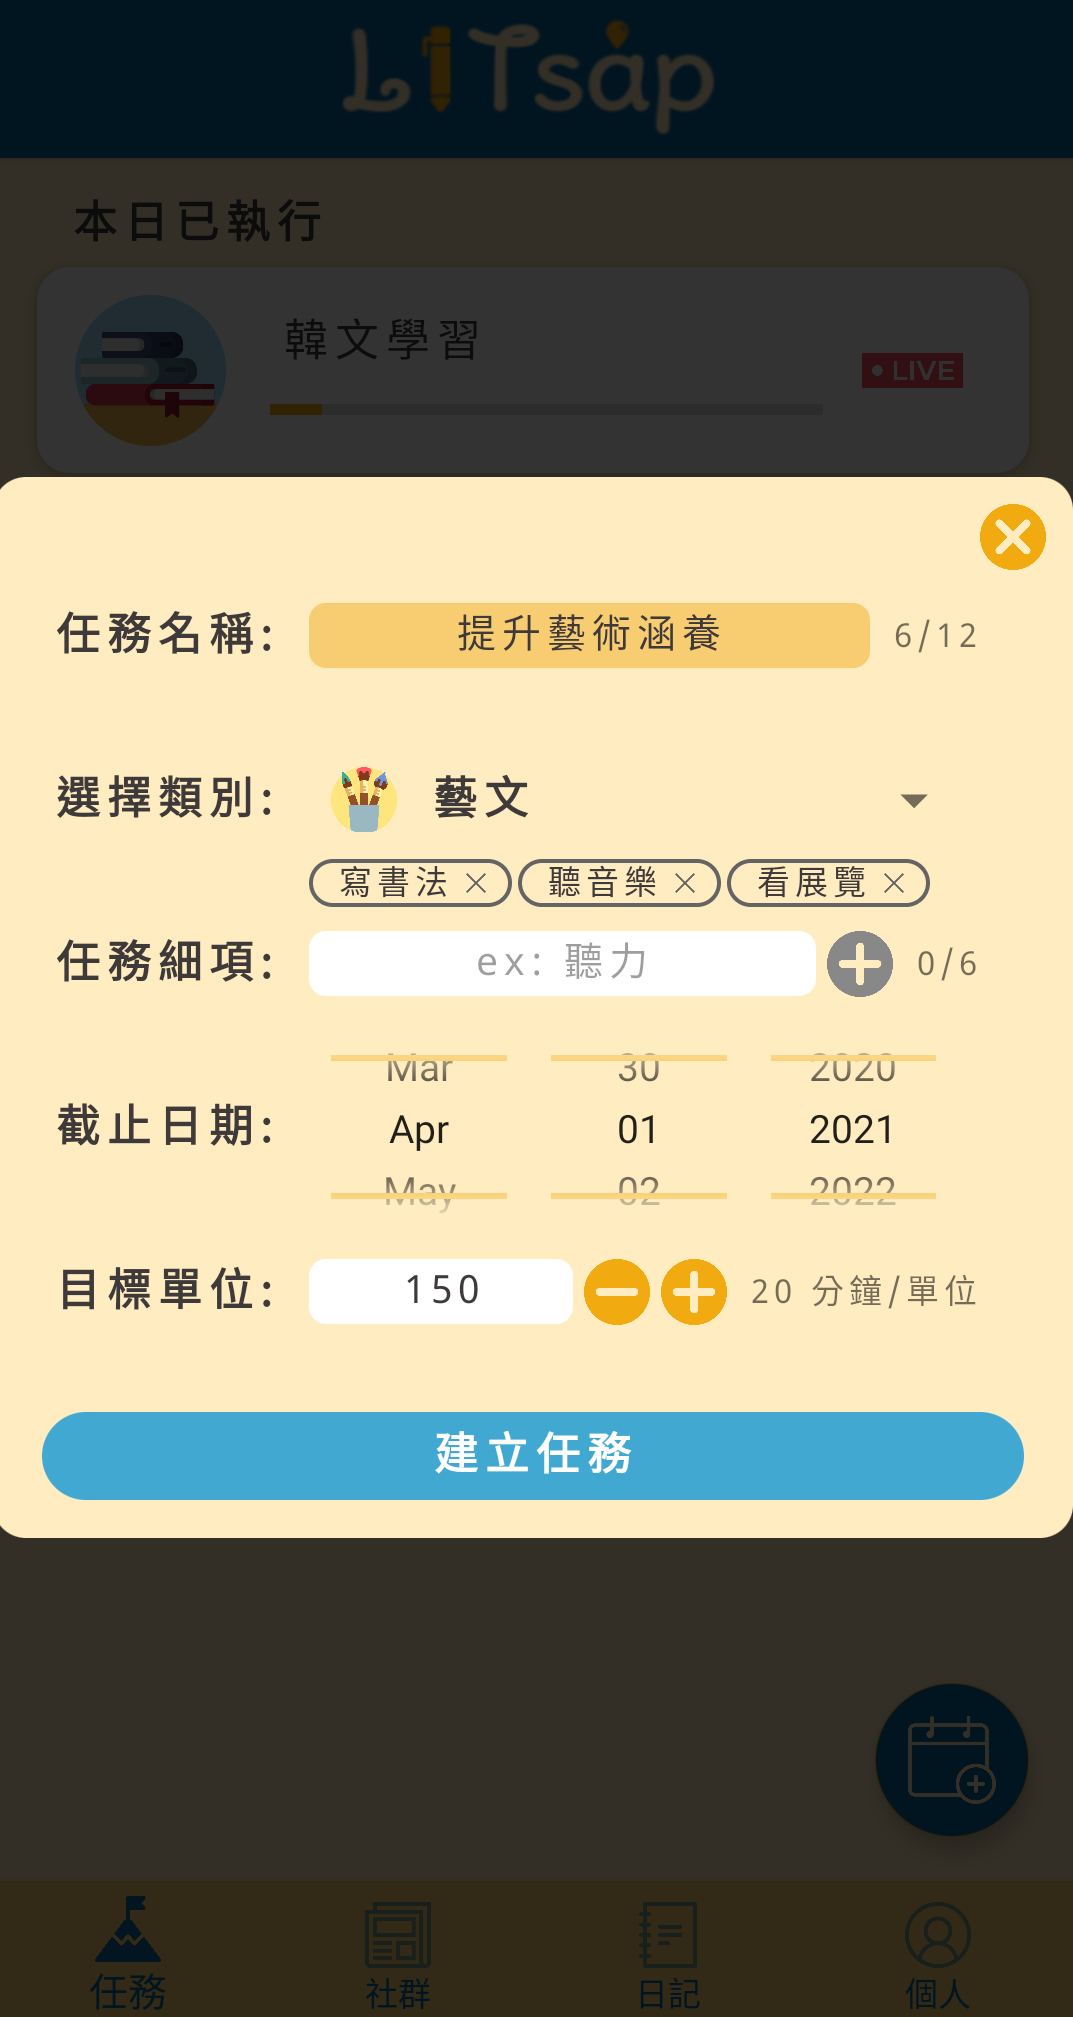 LiTsap
本日已執行
韓文學習
LIVE
任務名稱: 提升藝術涵養 6/12
選擇類別: 藝文
寫書法 聽音樂 看展覽
任務細項: ex: 聽力 0/6
Mar 30 2020
截止日期: Apr 01 2021
May 02 2022
目標單位: 150 20 分鐘/單位
建立任務
任務 社群 日記 個人